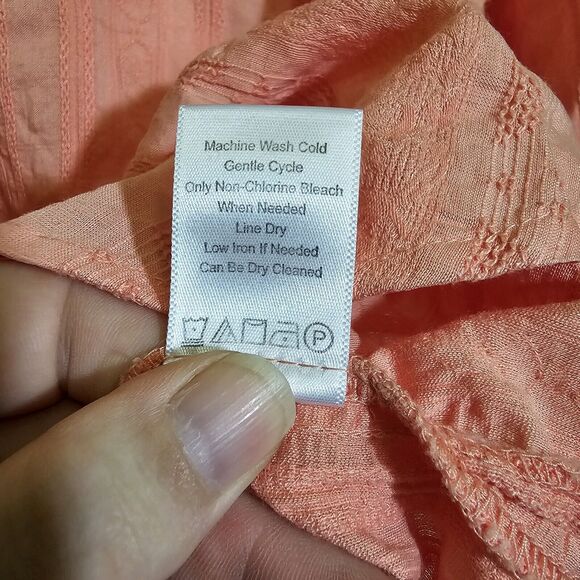 Machine Wash Cold
Gentle Cycle
Only Non-Chlorine Bleach
When Needed
Line Dry
Low Iron If Needed
Can Be Dry Cleaned
P